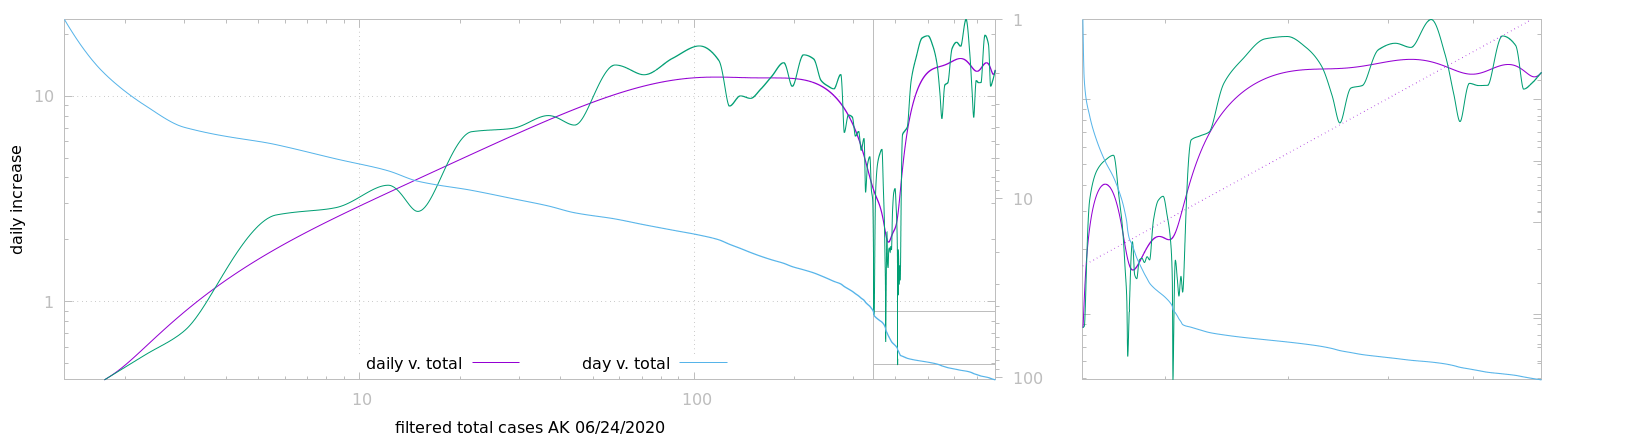 1
10
10
daily increase
1
daily v. total
day v. total
100
10
100
filtered total cases AK 06/24/2020